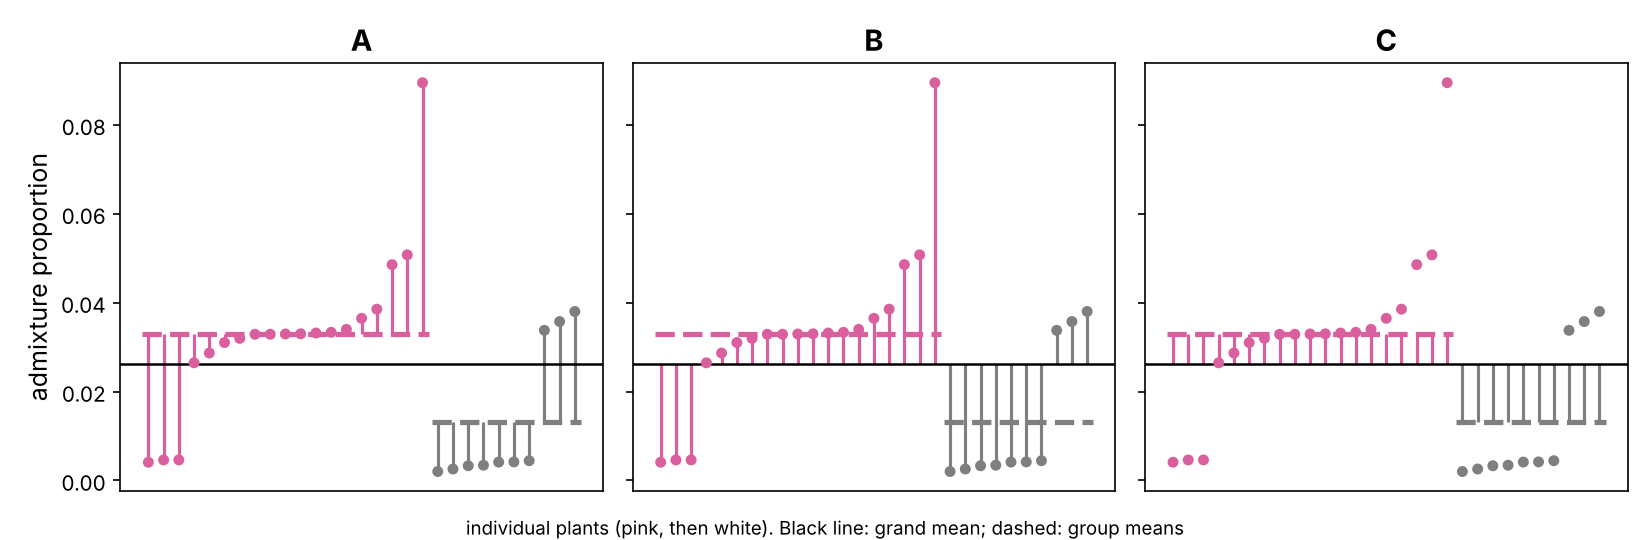 A
B
C
admixture proportion
0.08
0.06
0.04
0.02
0.00
individual plants (pink, then white). Black line: grand mean; dashed: group means